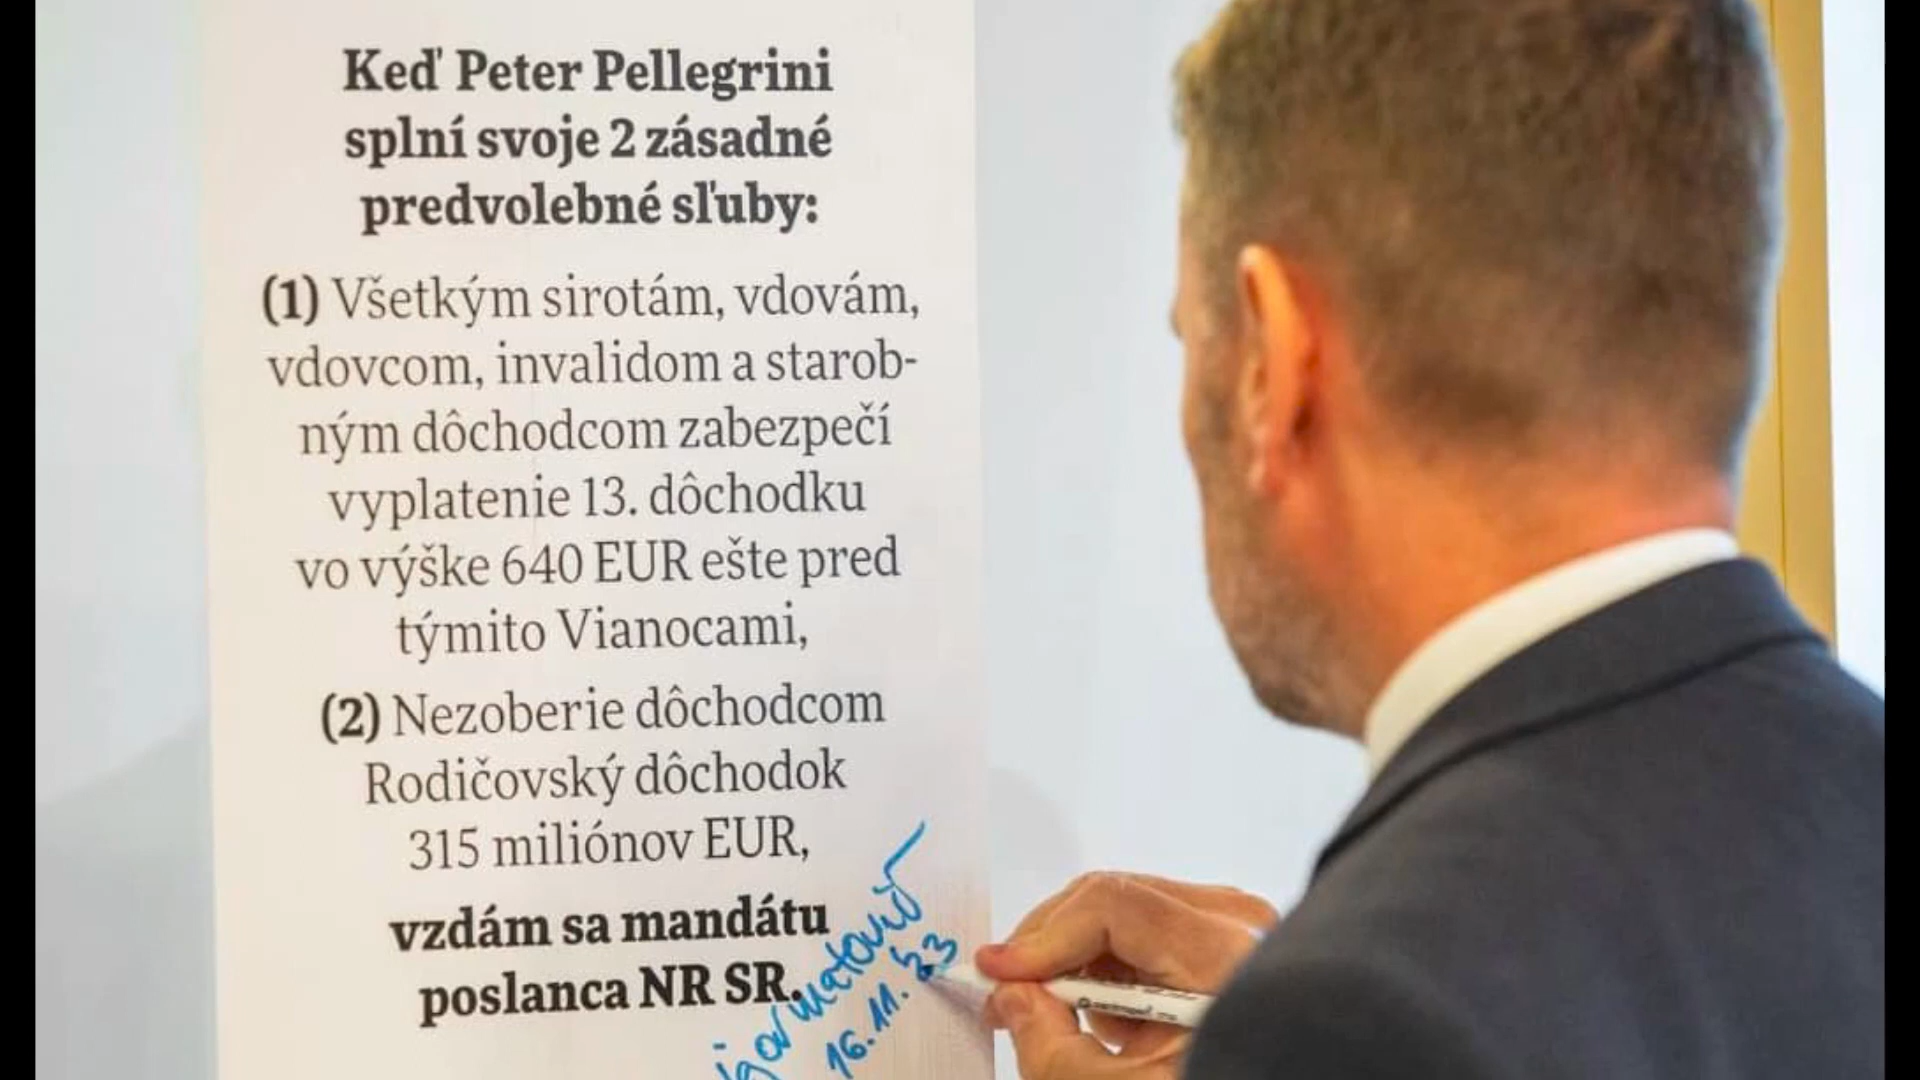 Keď Peter Pellegrini
splní svoje 2 zásadné
predvolebné sľuby:
(1) Všetkým sirotám, vdovám,
vdovcom, invalidom a starob-
ným dôchodcom zabezpečí
vyplatenie 13. dôchodku
vo výške 640 EUR ešte pred
týmito Vianocami,
(2) Nezoberie dôchodcom
Rodičovský dôchodok
315 miliónov EUR,
vzdám sa mandátu
poslanca NR SR.
Igor Matovič
16.11.23